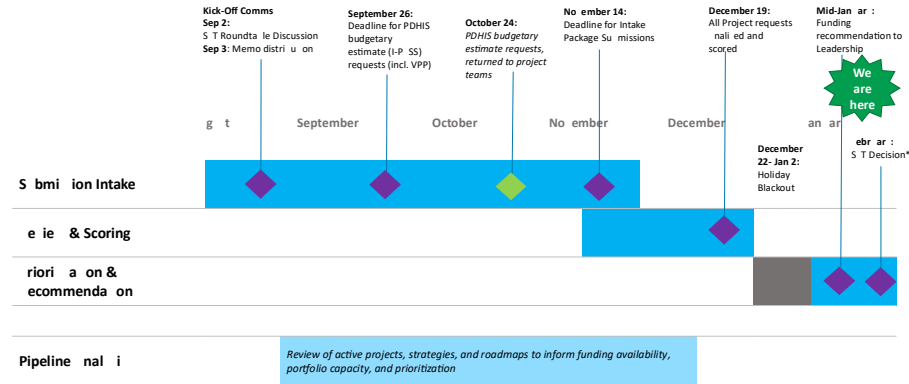 Kick-Off Comms
Sep 2:
S T Roundta le Discussion
Sep 3: Memo distri u on
September 26:
Deadline for PDHIS
budgetary
estimate (I-P SS)
requests (incl. VPP)
October 24:
PDHIS budgetary
estimate requests,
returned to project
teams
No ember 14:
Deadline for Intake
Package Su missions
December 19:
All Project requests
nali ed and
scored
Mid-Jan ar :
Funding
recommendation to
Leadership
We
are
here
g t
September
October
No ember
December
an ar
December
22- Jan 2:
Holiday
Blackout
ebr ar :
S T Decision*
S bmi ion Intake
e ie & Scoring
riori a on &
ecommenda on
Pipeline nal i
Review of active projects, strategies, and roadmaps to inform funding availability,
portfolio capacity, and prioritization